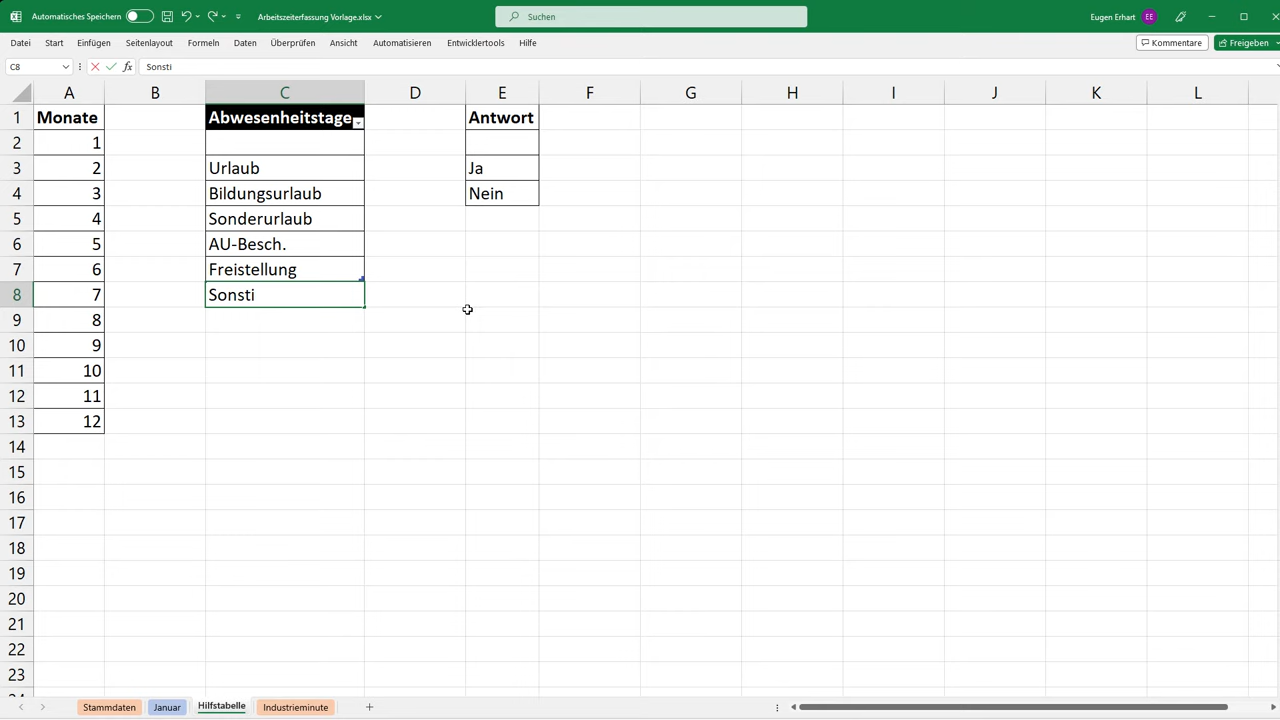 Automatisches Speichern Arbeitszeiterfassung Vorlage.xlsx Suchen Eugen Erhart EE
Datei Start Einfügen Seitenlayout Formeln Daten Überprüfen Ansicht Automatisieren Entwicklertools Hilfe Kommentare Freigeben
C8 fx Sonsti
A B C D E F G H I J K L
1 Monate Abwesenheitstage Antwort
2 1
3 2 Urlaub Ja
4 3 Bildungsurlaub Nein
5 4 Sonderurlaub
6 5 AU-Besch.
7 6 Freistellung
8 7 Sonsti
9 8
10 9
11 10
12 11
13 12
14
15
16
17
18
19
20
21
22
23
Stammdaten Januar Hilfstabelle Industrieminute